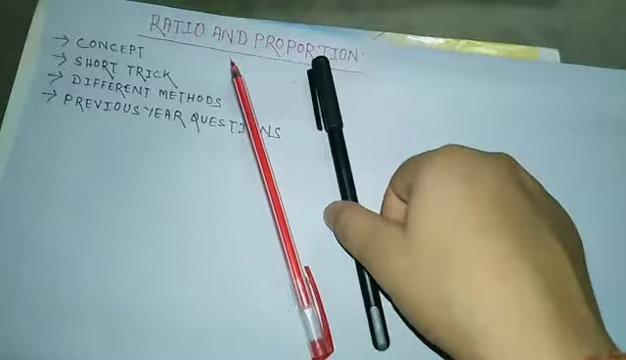 RATIO AND PROPORTION
→ CONCEPT
→ SHORT TRICK
→ DIFFERENT METHODS
→ PREVIOUS YEAR QUESTIONS